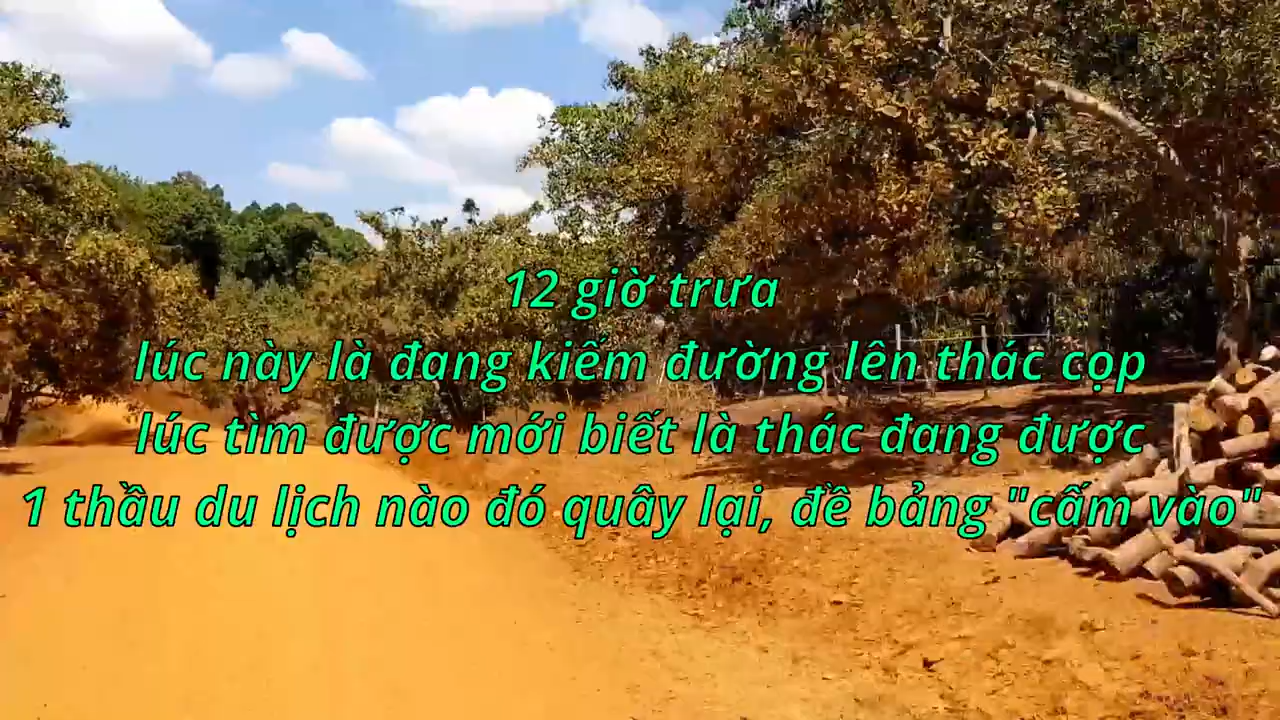 12 giờ trưa
lúc này là đang kiếm đường lên thác cọp
lúc tìm được mới biết là thác đang được
1 thầu du lịch nào đó quây lại, đề bảng "cấm vào"